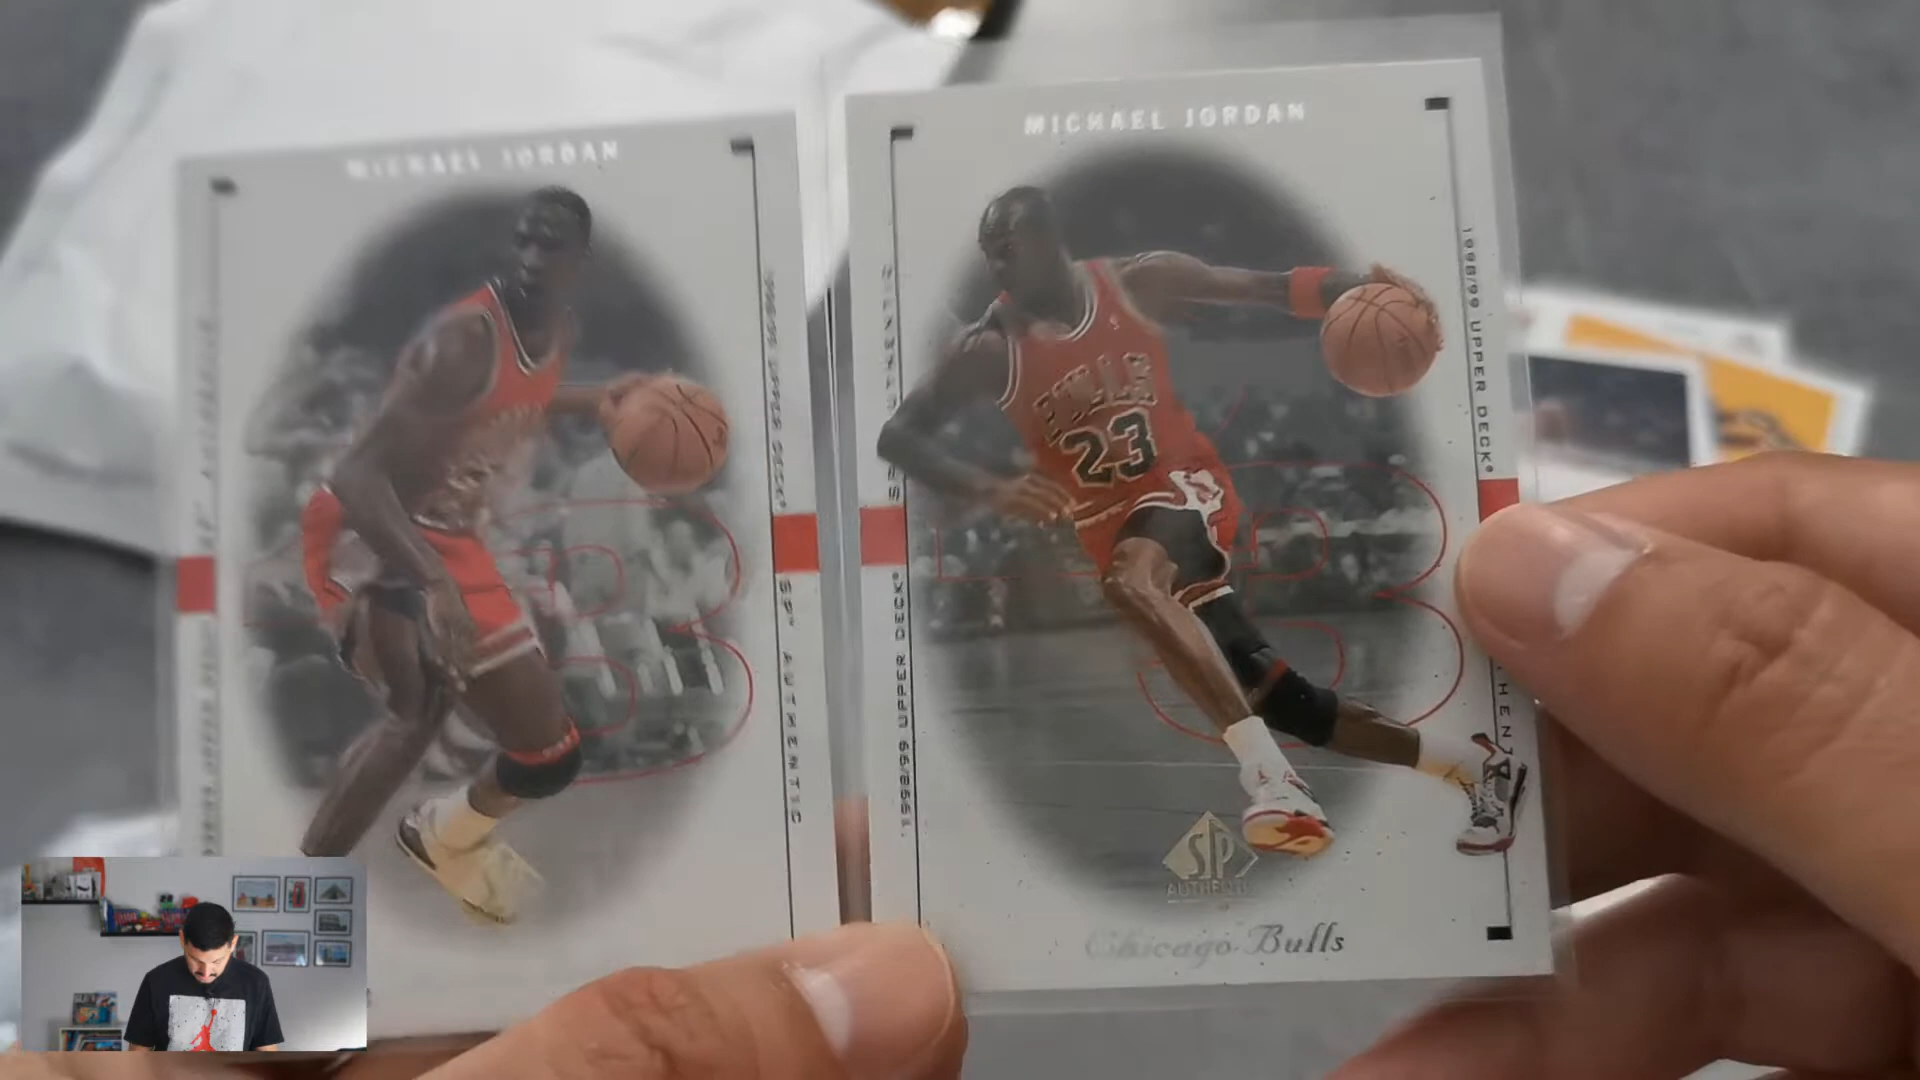 MICHAEL JORDAN
SP™ AUTHENTIC
MICHAEL JORDAN
1998/99 UPPER DECK®
1998/99 UPPER DECK®
BULLS
23
SP
AUTHENTIC
Chicago Bulls